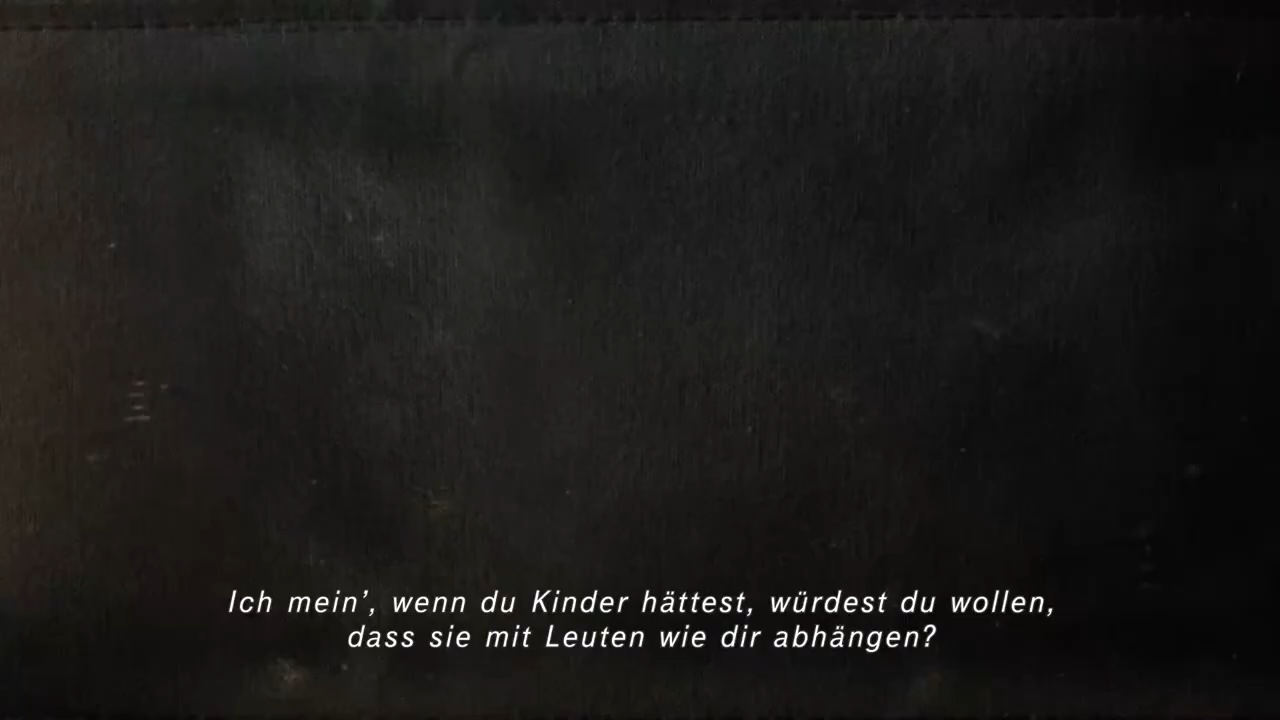 Ich mein’, wenn du Kinder hättest, würdest du wollen,
dass sie mit Leuten wie dir abhängen?